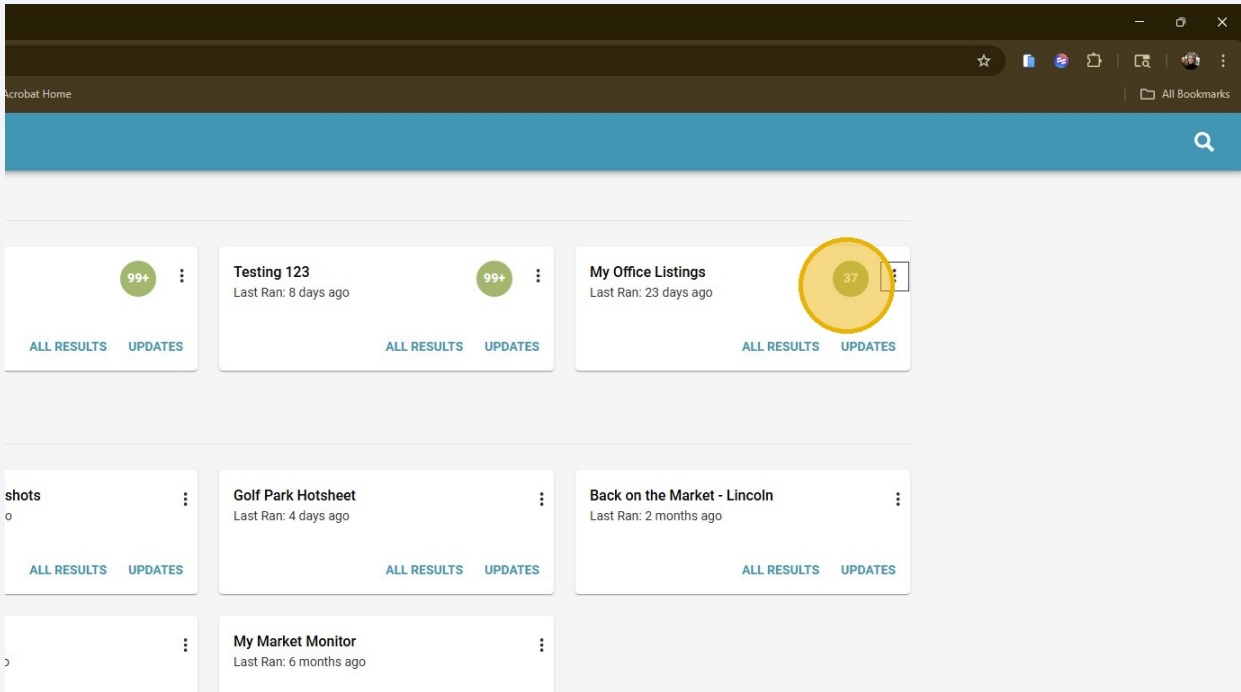 Acrobat Home
All Bookmarks
99+
Testing 123
Last Ran: 8 days ago
99+
My Office Listings
Last Ran: 23 days ago
37
ALL RESULTS UPDATES
ALL RESULTS UPDATES
ALL RESULTS UPDATES
shots
o
Golf Park Hotsheet
Last Ran: 4 days ago
Back on the Market - Lincoln
Last Ran: 2 months ago
ALL RESULTS UPDATES
ALL RESULTS UPDATES
ALL RESULTS UPDATES
My Market Monitor
Last Ran: 6 months ago